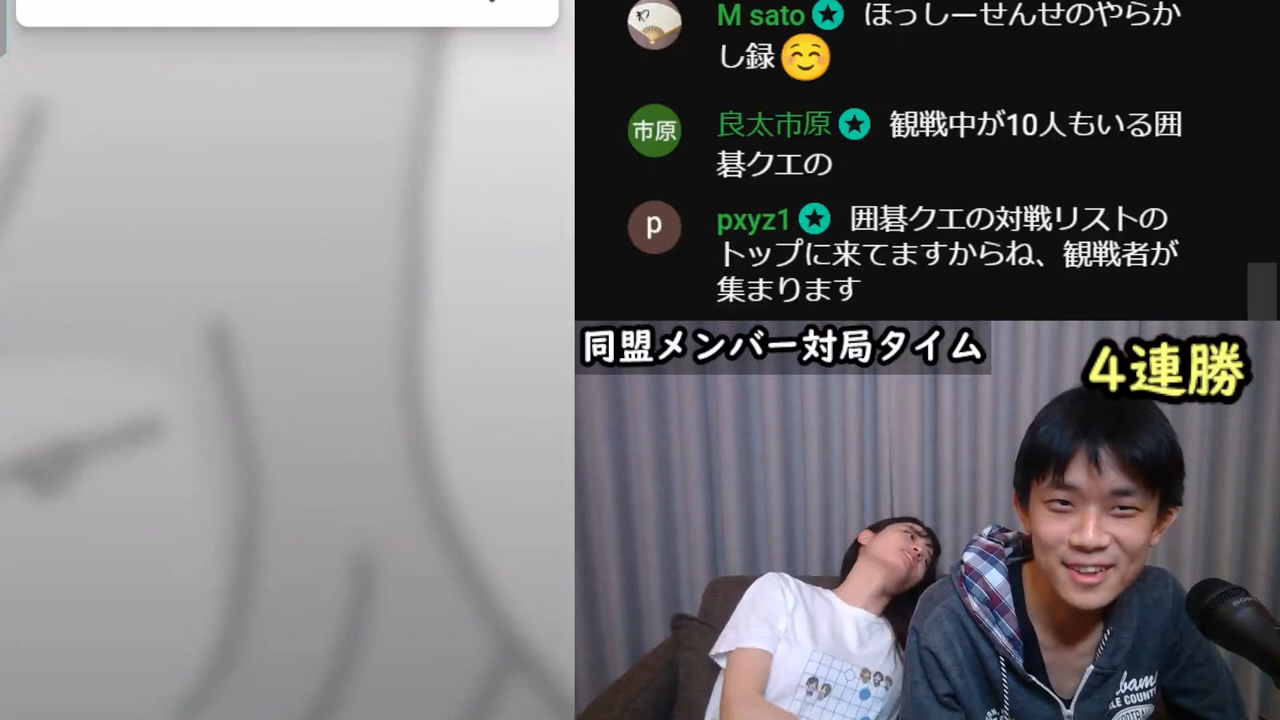 M sato ほっしーせんせのやらか
し録
市原
良太市原 観戦中が10人もいる囲
碁クエの
p
pxyz1 囲碁クエの対戦リストの
トップに来てますからね、観戦者が
集まります
同盟メンバー対局タイム
4連勝